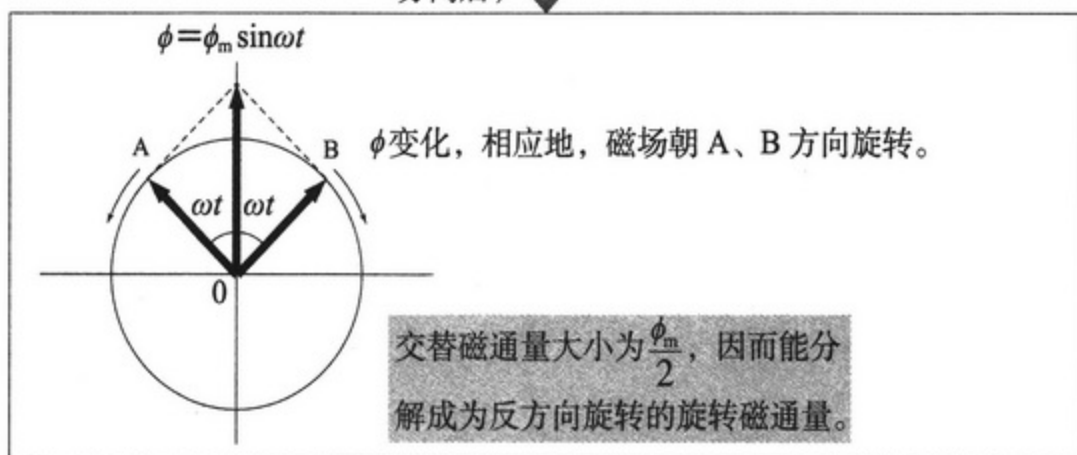 ϕ=ϕm sinωt
A
B
ϕ变化，相应地，磁场朝 A、B 方向旋转。
ωt
ωt
0
交替磁通量大小为ϕm/2，因而能分
解成为反方向旋转的旋转磁通量。